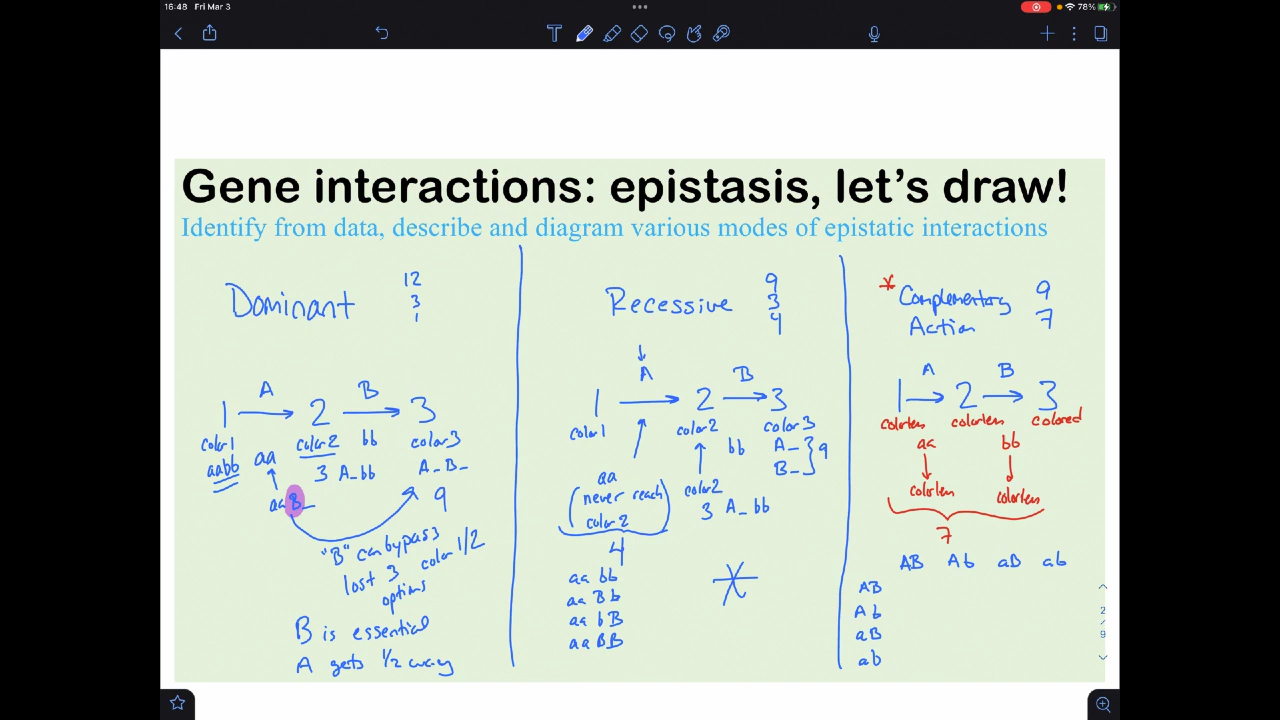 16:48 Fri Mar 3
78%
T
Gene interactions: epistasis, let's draw!
Identify from data, describe and diagram various modes of epistatic interactions
Dominant
12
3
1
A
B
1 → 2 → 3
color1
color2
bb
color3
aabb
aa
3 A_bb
A_B_
aaB_
9
"B" can bypass
lost 3 color 1/2
options
B is essential
A gets 1/2 way
Recessive
9
3
4
A
B
1 → 2 → 3
color1
color2
color3
bb
A_
B_
9
aa
never reach
color 2
color2
3 A_bb
4
aa bb
aa Bb
aa bB
aa BB
* Complementary
Action
9
7
A
B
1 → 2 → 3
colorless
colorless
colored
aa
bb
colorless
colorless
7
AB Ab aB ab
AB
Ab
aB
ab
2
/
9